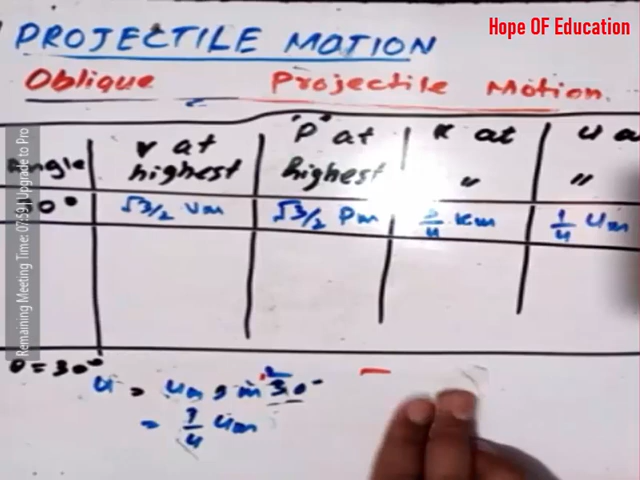 Hope OF Education
PROJECTILE MOTION
Oblique Projectile Motion
Angle v at highest "P" at highest K at " U a "
30° √3/2 Vm √3/2 Pm 3/4 Km 1/4 Um
θ = 30°
U = Um sin²30°
= 1/4 Um
Remaining Meeting Time: 07:59 | Upgrade to Pro